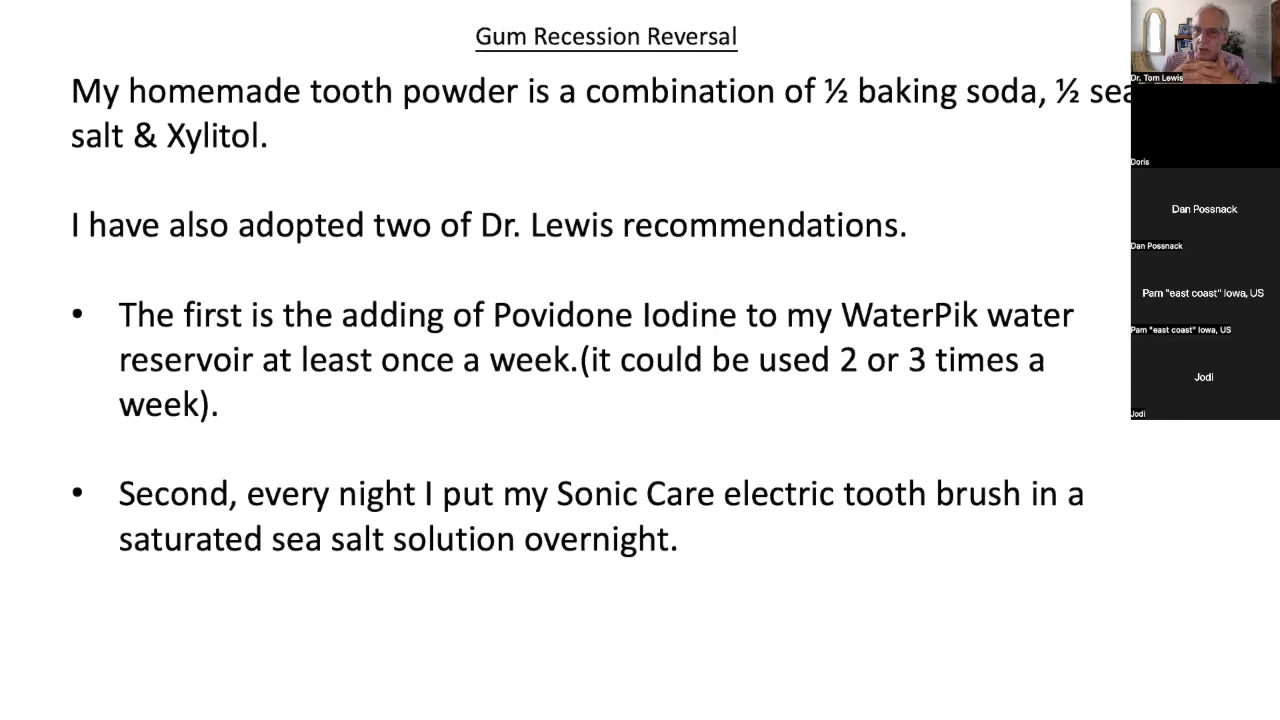 Gum Recession Reversal
My homemade tooth powder is a combination of ½ baking soda, ½ sea
salt & Xylitol.
I have also adopted two of Dr. Lewis recommendations.
• The first is the adding of Povidone Iodine to my WaterPik water
reservoir at least once a week.(it could be used 2 or 3 times a
week).
• Second, every night I put my Sonic Care electric tooth brush in a
saturated sea salt solution overnight.
Dr. Tom Lewis
Doris
Dan Possnack
Dan Possnack
Pam "east coast" Iowa, US
Pam "east coast" Iowa, US
Jodi
Jodi